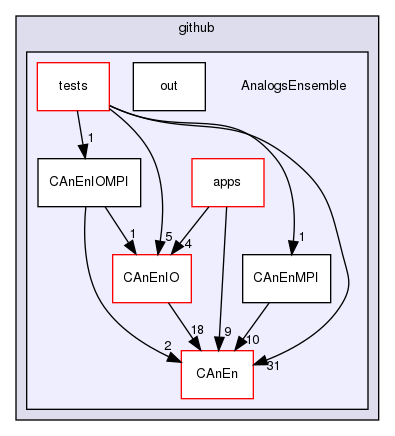 github
tests
out
AnalogsEnsemble
1
CAnEnIOMPI
apps
1
5
4
1
CAnEnIO
CAnEnMPI
18
9
10
2
31
CAnEn